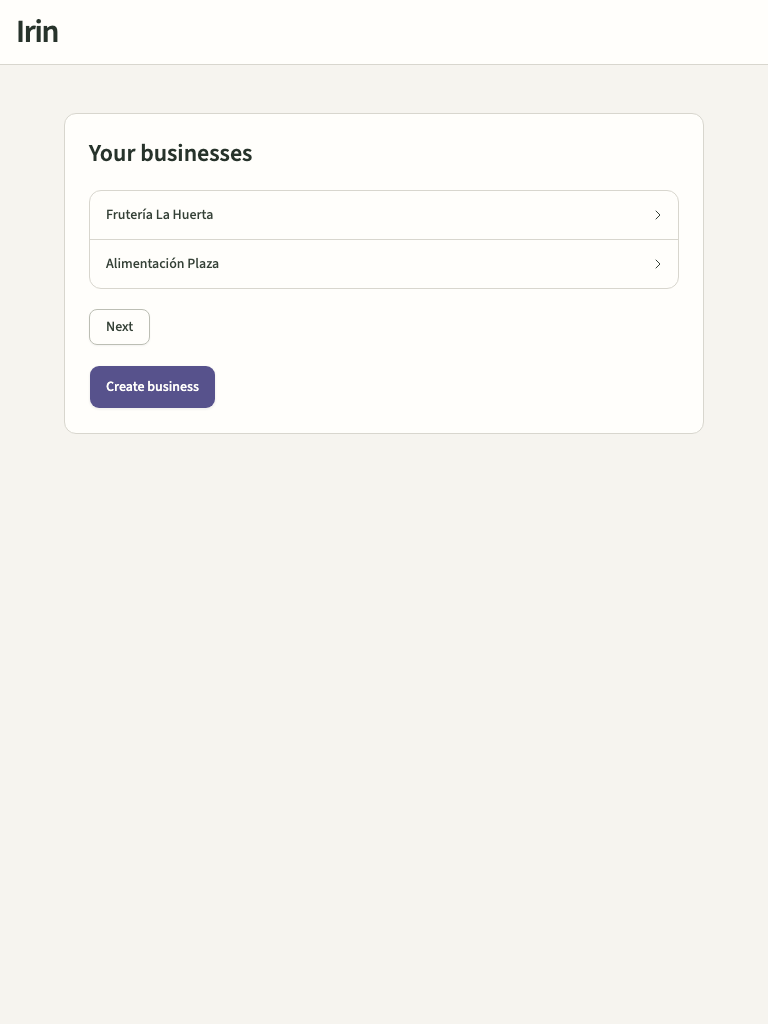 Irin
Your businesses
Frutería La Huerta
Alimentación Plaza
Next
Create business